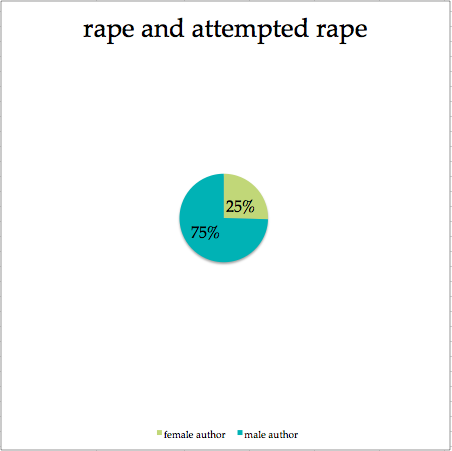 rape and attempted rape
25%
75%
female author
male author